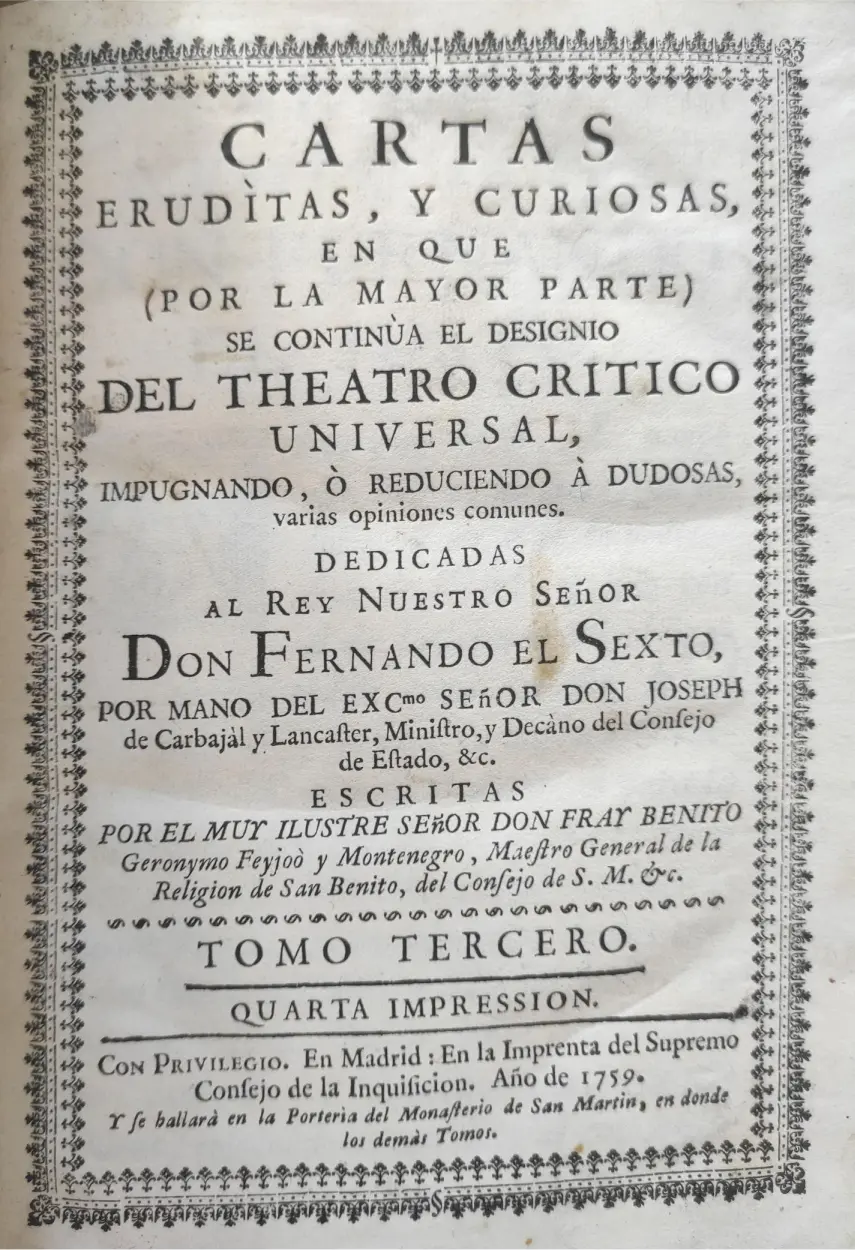 CARTAS
ERUDÌTAS, Y CURIOSAS,
EN QUE
(POR LA MAYOR PARTE)
SE CONTINÙA EL DESIGNIO
DEL THEATRO CRITICO
UNIVERSAL,
IMPUGNANDO, Ò REDUCIENDO À DUDOSAS,
varias opiniones comunes.
DEDICADAS
AL REY NUESTRO SEñOR
DON FERNANDO EL SEXTO,
POR MANO DEL EXCmo SEñOR DON JOSEPH
de Carbajàl y Lancaſter, Miniſtro, y Decàno del Conſejo
de Eſtado, &c.
ESCRITAS
POR EL MUY ILUSTRE SEñOR DON FRAY BENITO
Geronymo Feyjoò y Montenegro, Maeſtro General de la
Religion de San Benito, del Conſejo de S. M. &c.
TOMO TERCERO.
QUARTA IMPRESSION.
CON PRIVILEGIO. En Madrid: En la Imprenta del Supremo
Conſejo de la Inquiſicion. Año de 1759.
Y ſe hallarà en la Porterìa del Monaſterio de San Martin, en donde
los demàs Tomos.